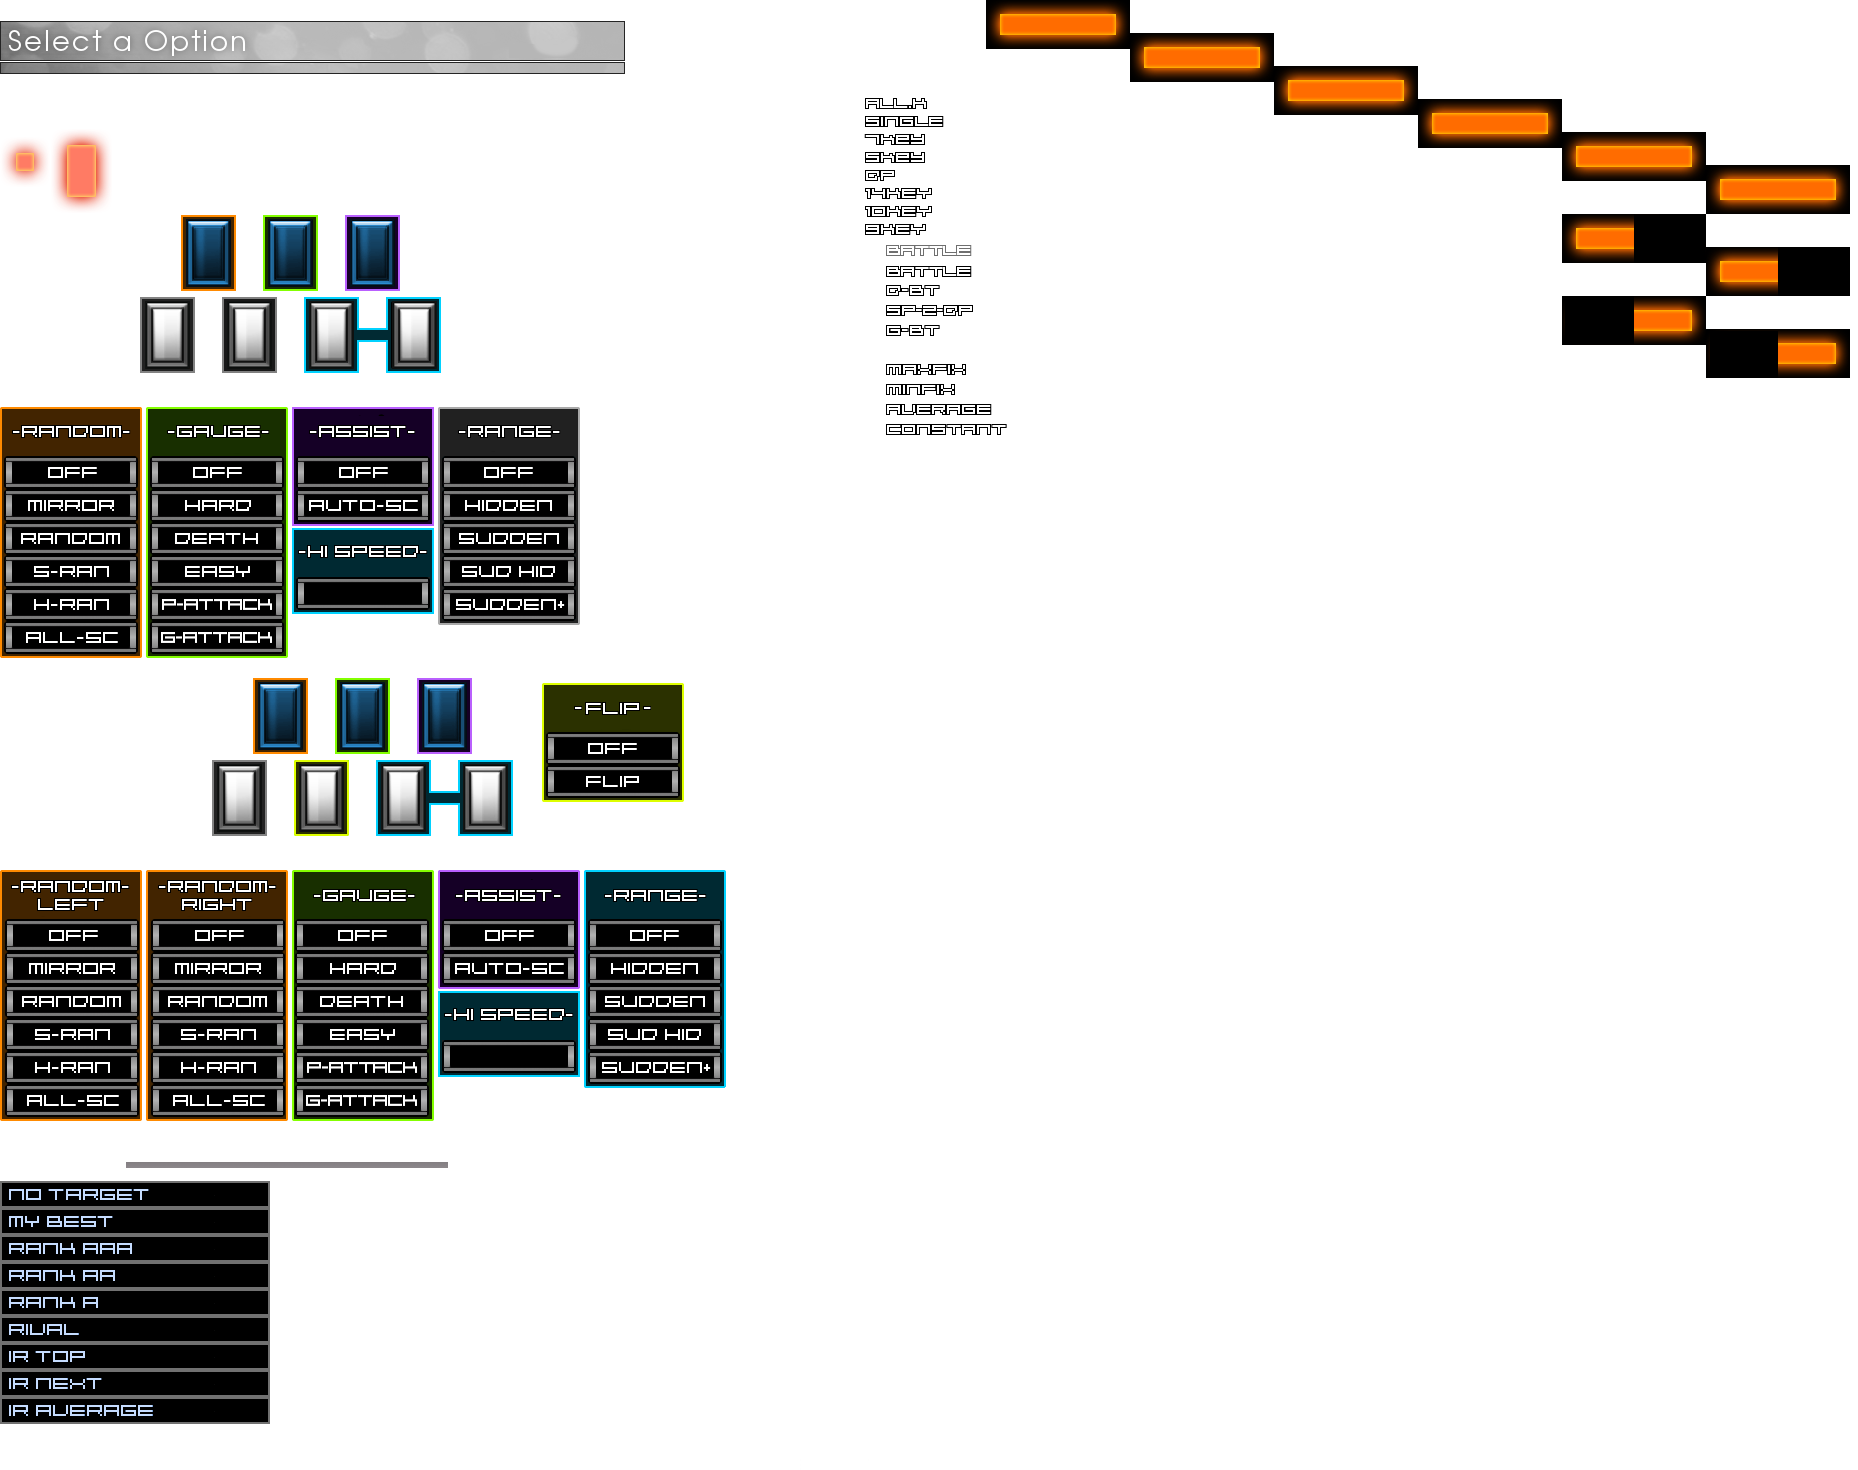 Select a Option
ALL.K
SINGLE
7KEY
5KEY
DP
14KEY
10KEY
9KEY
BATTLE
BATTLE
D-BT
SP-2-DP
G-BT
MAXFIX
MINFIX
AVERAGE
CONSTANT
-RANDOM-
OFF
MIRROR
RANDOM
S-RAN
H-RAN
ALL-SC
-GAUGE-
OFF
HARD
DEATH
EASY
P-ATTACK
G-ATTACK
-ASSIST-
OFF
AUTO-SC
-HI SPEED-
-RANGE-
OFF
HIDDEN
SUDDEN
SUD HID
SUDDEN+
-FLIP-
OFF
FLIP
-RANDOM-
LEFT
OFF
MIRROR
RANDOM
S-RAN
H-RAN
ALL-SC
-RANDOM-
RIGHT
OFF
MIRROR
RANDOM
S-RAN
H-RAN
ALL-SC
-GAUGE-
OFF
HARD
DEATH
EASY
P-ATTACK
G-ATTACK
-ASSIST-
OFF
AUTO-SC
-HI SPEED-
-RANGE-
OFF
HIDDEN
SUDDEN
SUD HID
SUDDEN+
NO TARGET
MY BEST
RANK AAA
RANK AA
RANK A
RIVAL
IR TOP
IR NEXT
IR AVERAGE